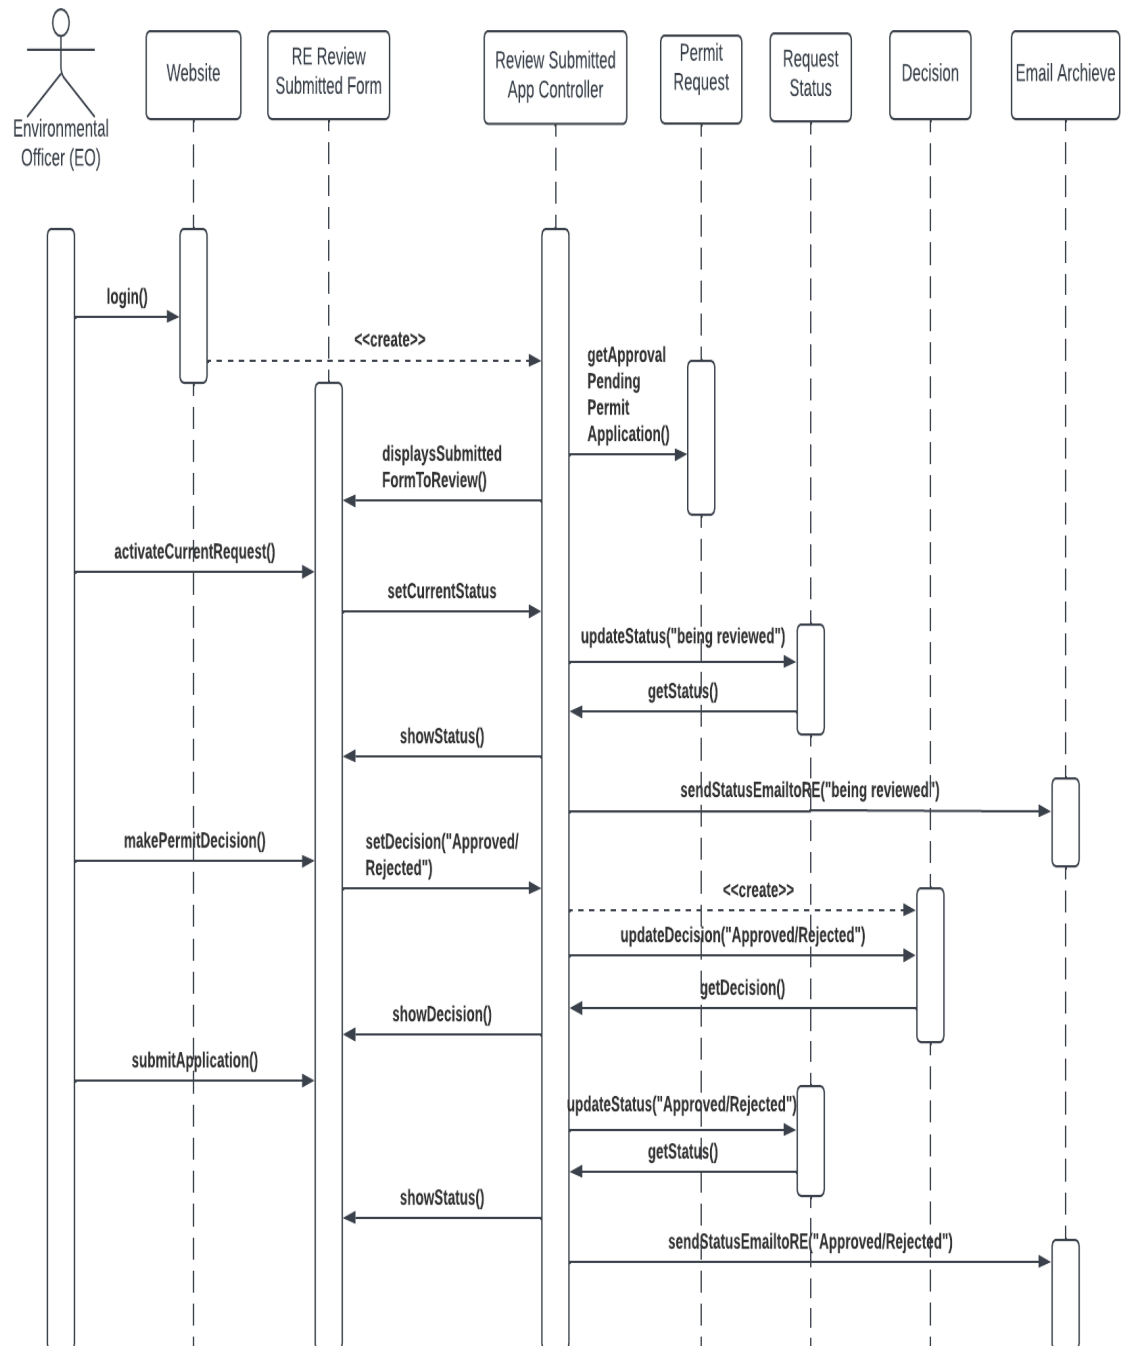 Environmental
Officer (EO)
Website
RE Review
Submitted Form
Review Submitted
App Controller
Permit
Request
Request
Status
Decision
Email Archieve
login()
<<create>>
getApproval
Pending
Permit
Application()
displaysSubmitted
FormToReview()
activateCurrentRequest()
setCurrentStatus
updateStatus("being reviewed")
getStatus()
showStatus()
sendStatusEmailtoRE("being reviewed")
makePermitDecision()
setDecision("Approved/
Rejected")
<<create>>
updateDecision("Approved/Rejected")
getDecision()
showDecision()
submitApplication()
updateStatus("Approved/Rejected")
getStatus()
showStatus()
sendStatusEmailtoRE("Approved/Rejected")